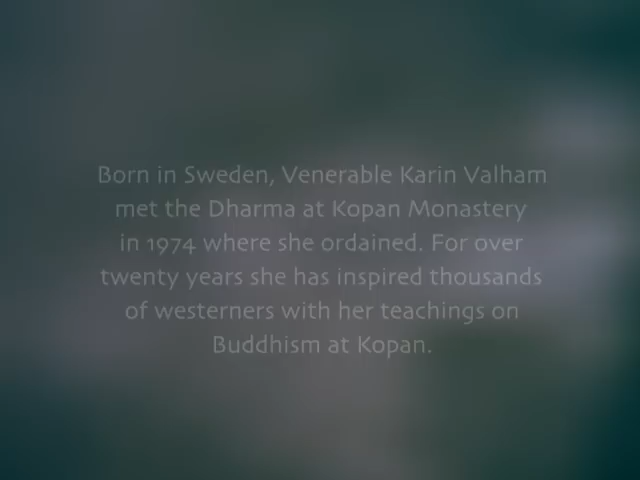 Born in Sweden, Venerable Karin Valham
met the Dharma at Kopan Monastery
in 1974 where she ordained. For over
twenty years she has inspired thousands
of westerners with her teachings on
Buddhism at Kopan.